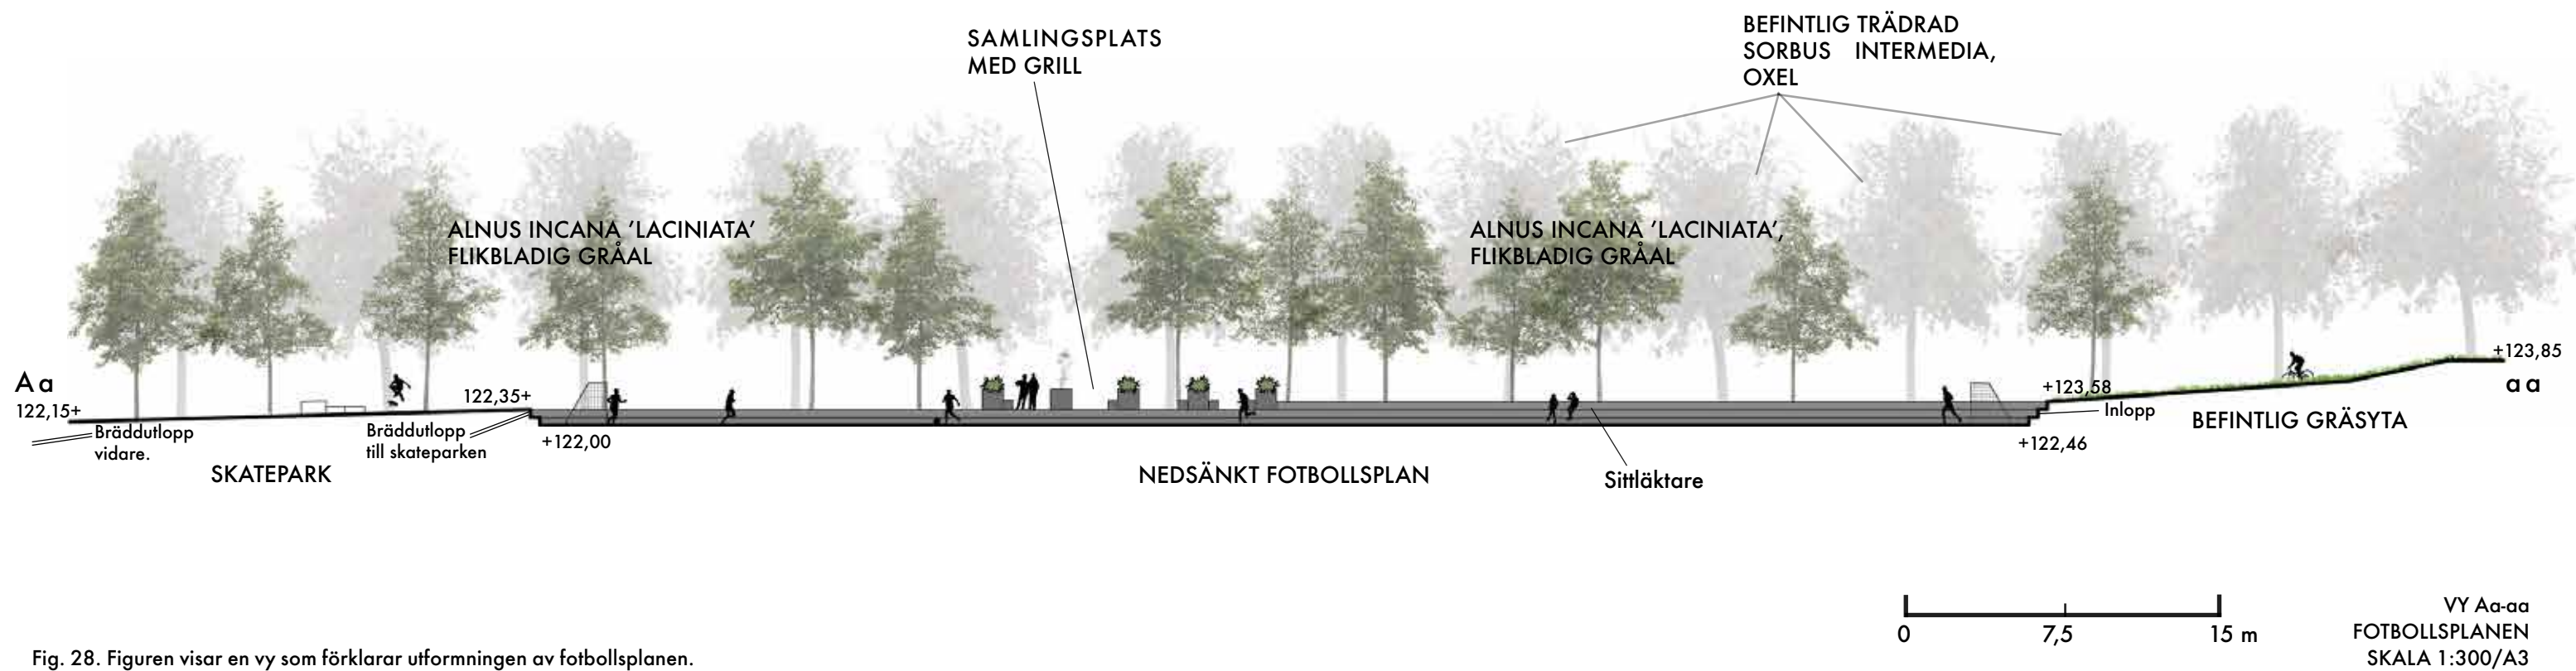 SAMLINGSPLATS
MED GRILL
BEFINTLIG TRÄDRAD
SORBUS INTERMEDIA,
OXEL
ALNUS INCANA 'LACINIATA'
FLIKBLADIG GRÅAL
ALNUS INCANA 'LACINIATA',
FLIKBLADIG GRÅAL
Aa
122,15+
Bräddutlopp
vidare.
SKATEPARK
122,35+
Bräddutlopp
till skateparken
+122,00
NEDSÄNKT FOTBOLLSPLAN
Sittläktare
+123,58
Inlopp
+122,46
BEFINTLIG GRÄSYTA
+123,85
aa
0
7,5
15 m
VY Aa-aa
FOTBOLLSPLANEN
SKALA 1:300/A3
Fig. 28. Figuren visar en vy som förklarar utformningen av fotbollsplanen.